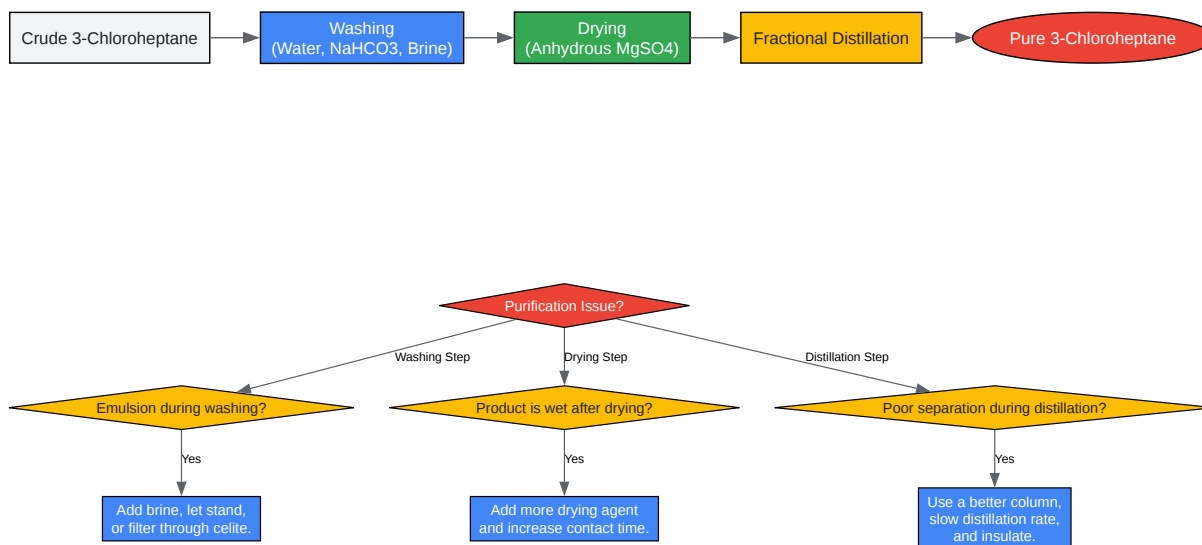 Crude 3-Chloroheptane
Washing
(Water, NaHCO3, Brine)
Drying
(Anhydrous MgSO4)
Fractional Distillation
Pure 3-Chloroheptane
Purification Issue?
Washing Step
Drying Step
Distillation Step
Emulsion during washing?
Product is wet after drying?
Poor separation during distillation?
Yes
Yes
Yes
Add brine, let stand,
or filter through celite.
Add more drying agent
and increase contact time.
Use a better column,
slow distillation rate,
and insulate.